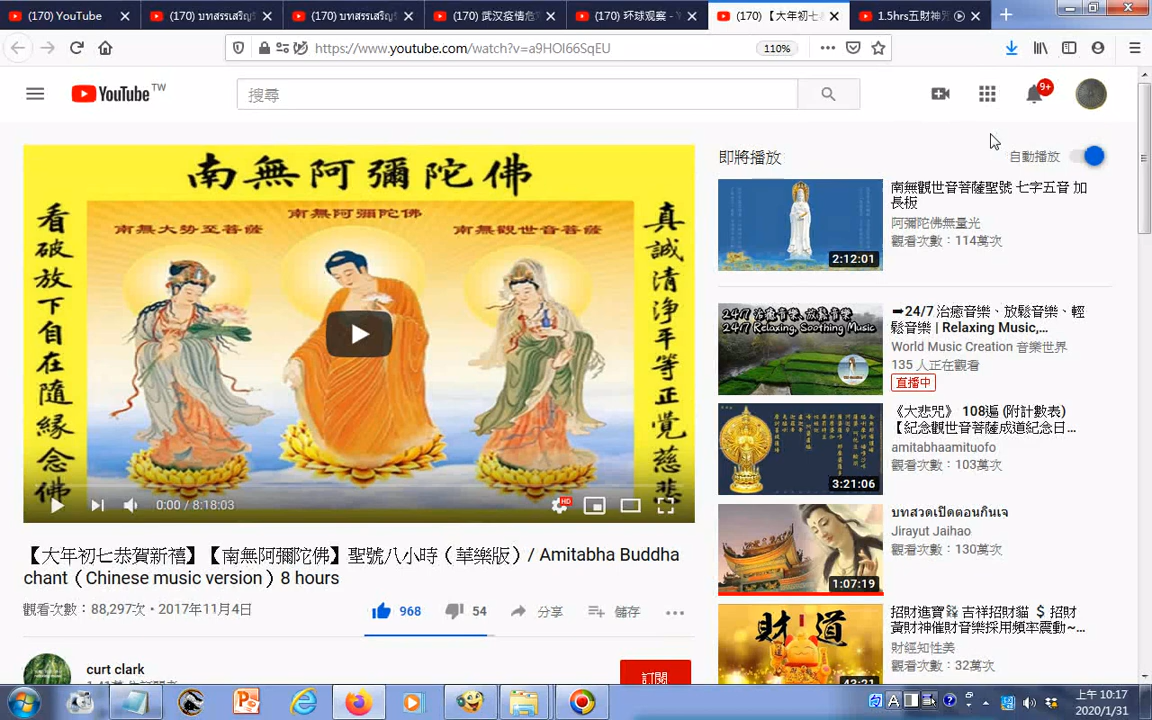 (170) YouTube
(170) บทสรรเสริญ
(170) บทสรรเสริญ
(170) 武汉疫情危
(170) 环球观察 - Y
(170) 【大年初七
1.5hrs五財神咒
https://www.youtube.com/watch?v=a9HOI66SqEU
110%
YouTube TW
搜尋
9+
南無阿彌陀佛
南無阿彌陀佛
南無大勢至菩薩
南無觀世音菩薩
看破放下自在隨緣念佛
真誠清淨平等正覺慈悲
0:00 / 8:18:03
HD
【大年初七恭賀新禧】【南無阿彌陀佛】聖號八小時（華樂版）/ Amitabha Buddha
chant（Chinese music version）8 hours
觀看次數：88,297次 • 2017年11月4日
968
54
分享
儲存
curt clark
訂閱
即將播放
自動播放
南無觀世音菩薩聖號 七字五音 加
長板
阿彌陀佛無量光
觀看次數：114萬次
2:12:01
24/7 治癒音樂、放鬆音樂
24/7 Relaxing, Soothing Music
➡24/7 治癒音樂、放鬆音樂、輕
鬆音樂 | Relaxing Music,...
World Music Creation 音樂世界
135 人正在觀看
直播中
《大悲咒》 108遍 (附計數表)
【紀念觀世音菩薩成道紀念日...
amitabhaamituofo
觀看次數：103萬次
3:21:06
บทสวดเปิดตอนกินเจ
Jirayut Jaihao
觀看次數：130萬次
1:07:19
財 道
招財進寶 吉祥招財貓 $ 招財
黃財神催財音樂採用頻率震動~...
財經知性美
觀看次數：32萬次
43:21
上午 10:17
2020/1/31